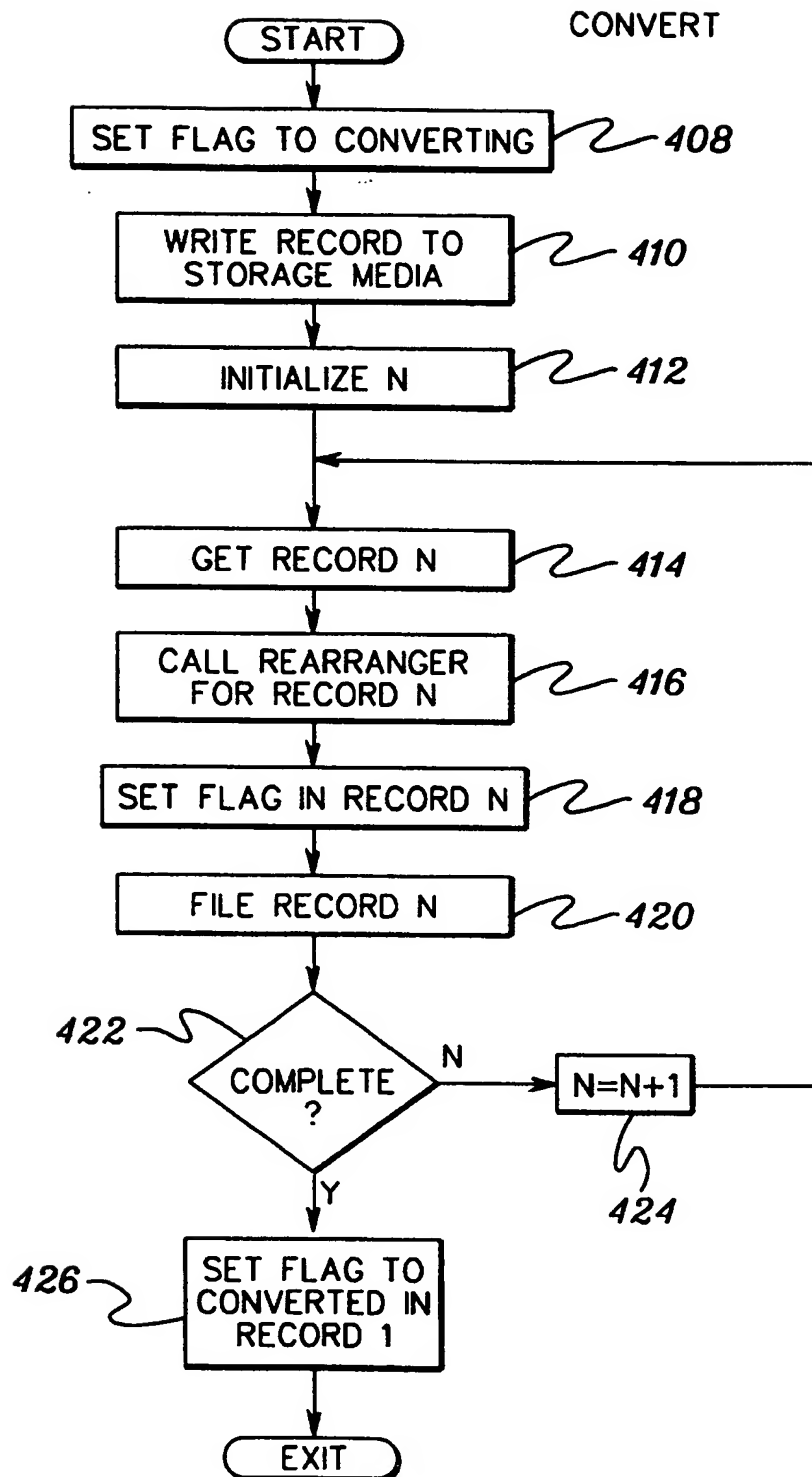 CONVERT
START
SET FLAG TO CONVERTING
408
WRITE RECORD TO
STORAGE MEDIA
410
INITIALIZE N
412
GET RECORD N
414
CALL REARRANGER
FOR RECORD N
416
SET FLAG IN RECORD N
418
FILE RECORD N
420
422
COMPLETE
?
N
N=N+1
424
Y
426
SET FLAG TO
CONVERTED IN
RECORD 1
EXIT